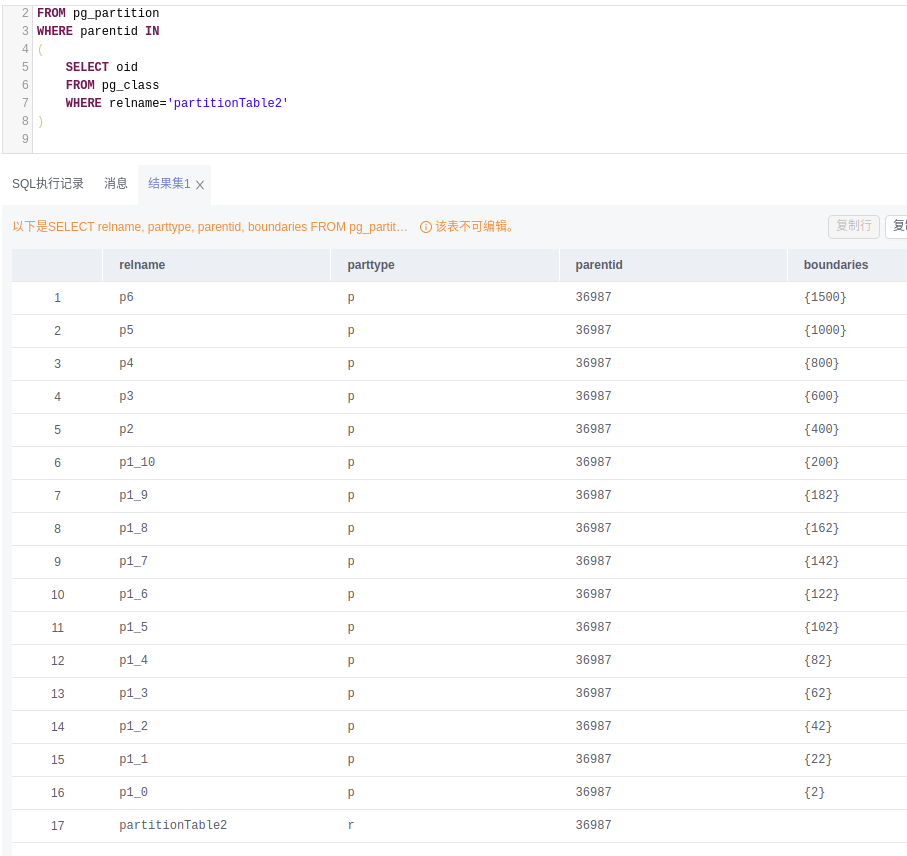 2 FROM pg_partition
3 WHERE parentid IN
4 (
5 SELECT oid
6 FROM pg_class
7 WHERE relname='partitionTable2'
8 )
9
SQL执行记录 消息 结果集1
以下是SELECT relname, parttype, parentid, boundaries FROM pg_partit… 该表不可编辑。 复制行
relname parttype parentid boundaries
1 p6 p 36987 {1500}
2 p5 p 36987 {1000}
3 p4 p 36987 {800}
4 p3 p 36987 {600}
5 p2 p 36987 {400}
6 p1_10 p 36987 {200}
7 p1_9 p 36987 {182}
8 p1_8 p 36987 {162}
9 p1_7 p 36987 {142}
10 p1_6 p 36987 {122}
11 p1_5 p 36987 {102}
12 p1_4 p 36987 {82}
13 p1_3 p 36987 {62}
14 p1_2 p 36987 {42}
15 p1_1 p 36987 {22}
16 p1_0 p 36987 {2}
17 partitionTable2 r 36987